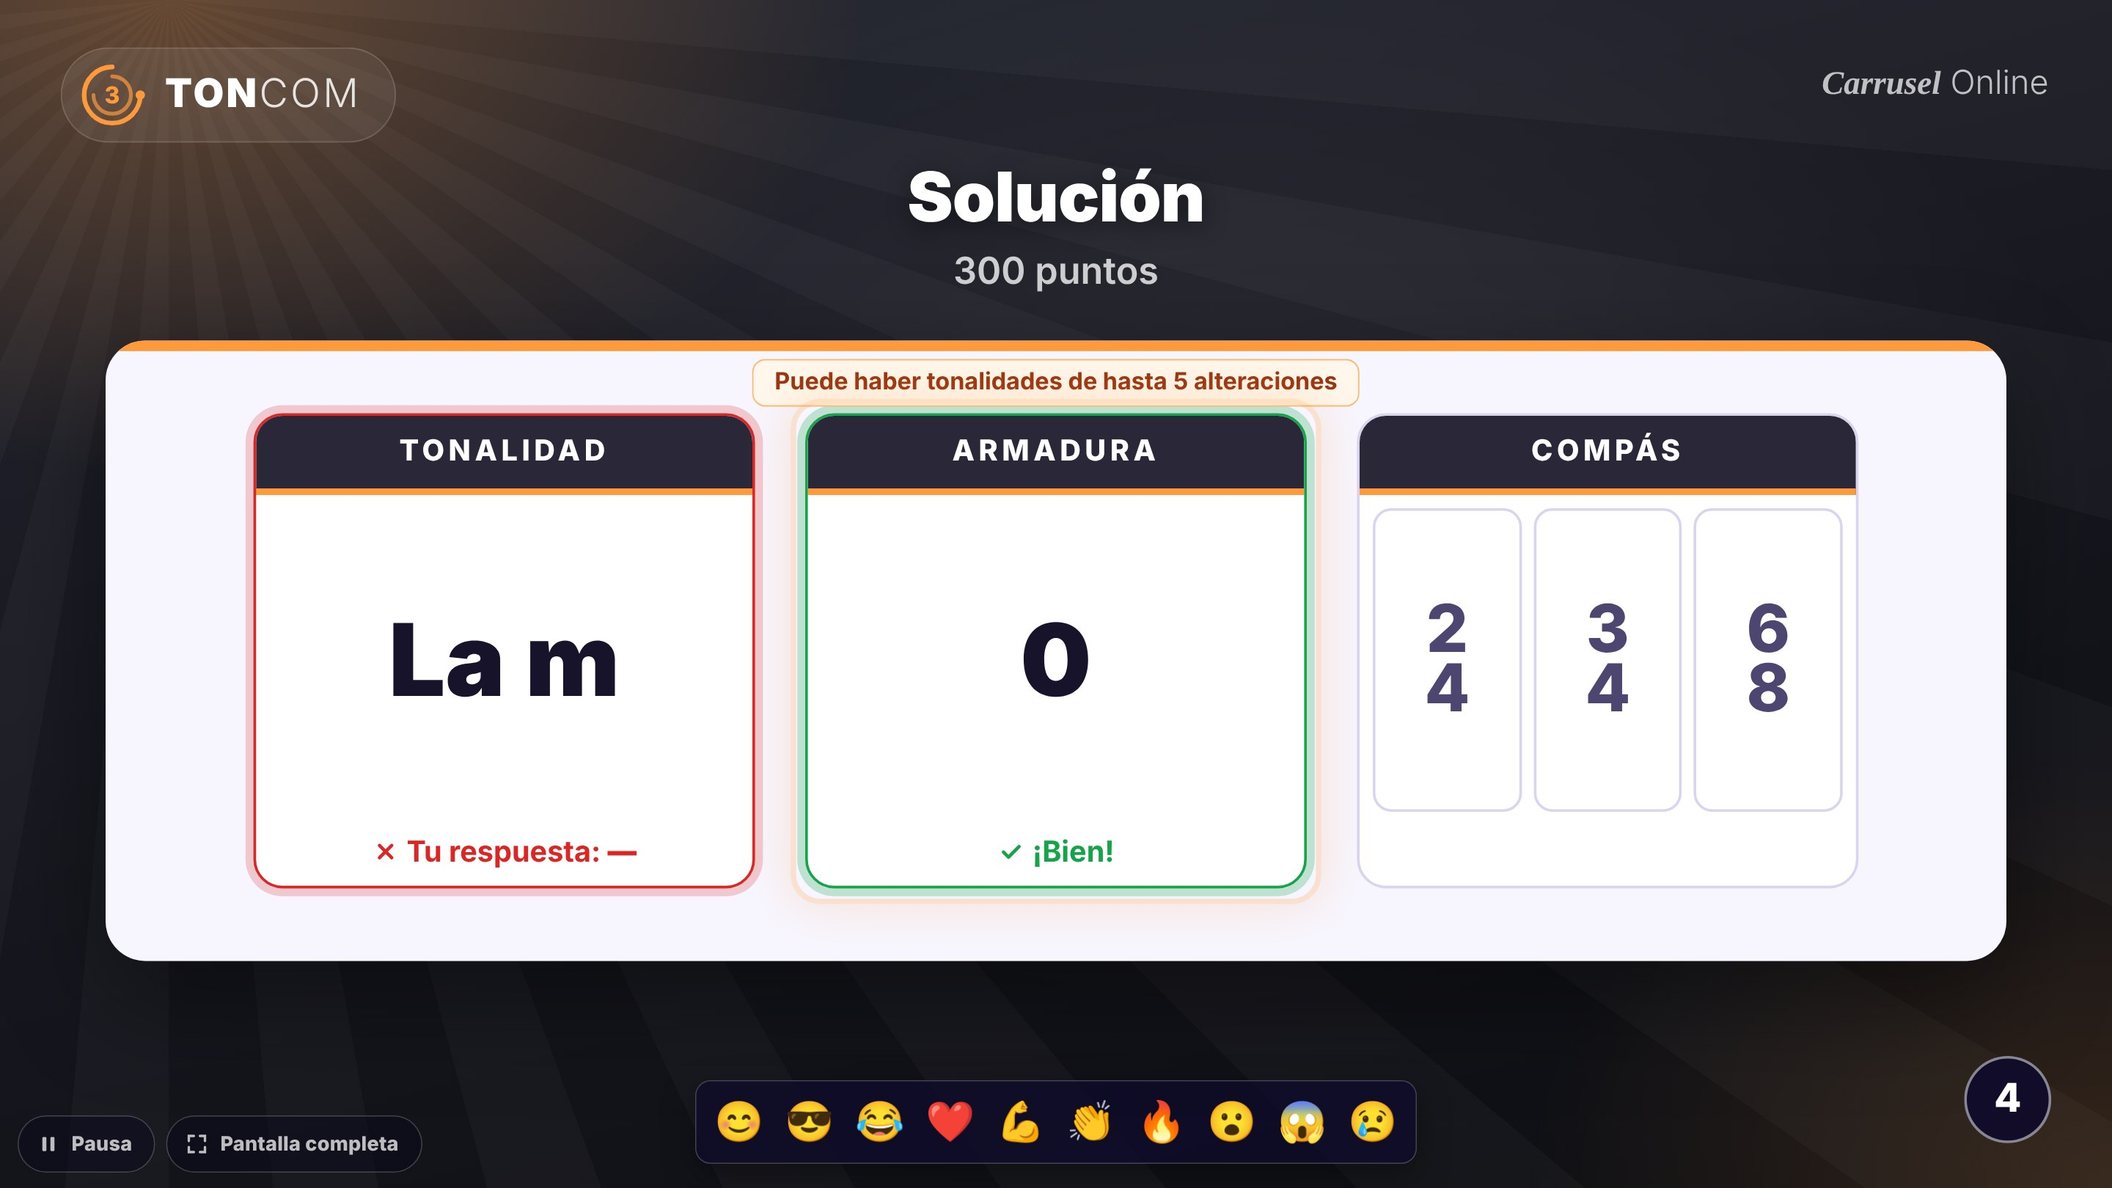 3 TONCOM
Carrusel Online
Solución
300 puntos
Puede haber tonalidades de hasta 5 alteraciones
TONALIDAD
La m
× Tu respuesta: —
ARMADURA
0
✓ ¡Bien!
COMPÁS
2 3 6
4 4 8
4
Pausa
Pantalla completa